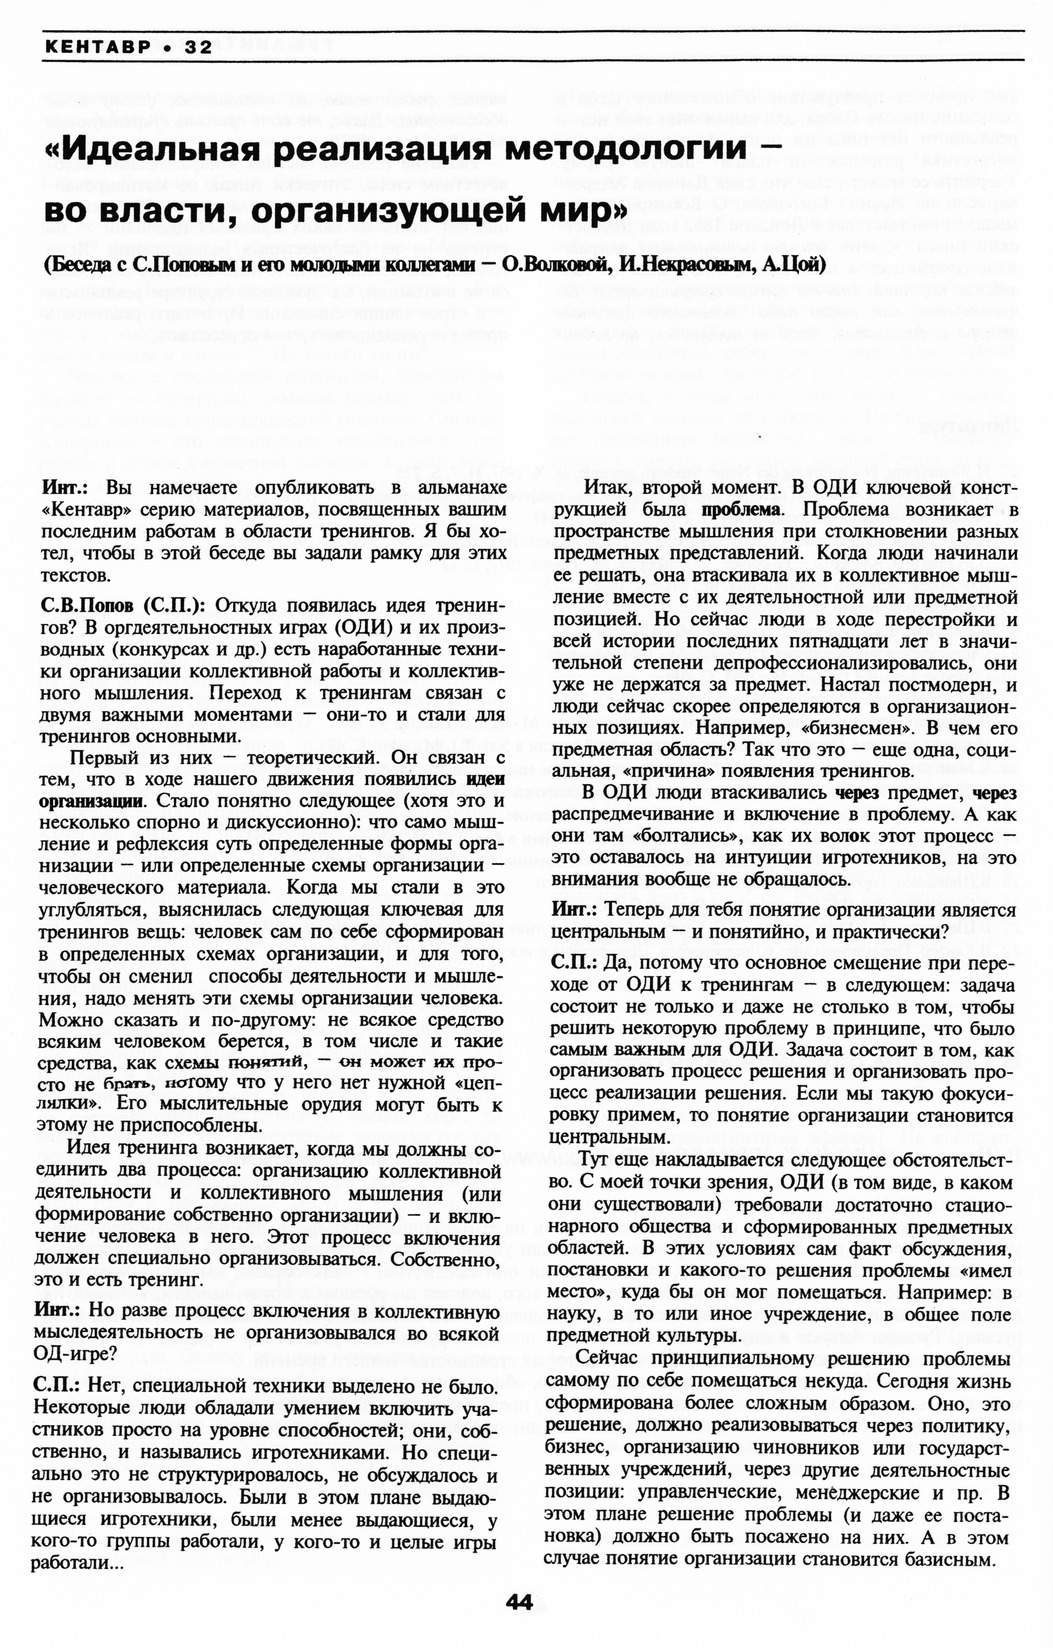 КЕНТАВР • 32
«Идеальная реализация методологии –
во власти, организующей мир»
(Беседа с С.Поповым и его молодыми коллегами – О.Волковой, И.Некрасовым, А.Цой)
Инт.: Вы намечаете опубликовать в альманахе
«Кентавр» серию материалов, посвященных вашим
последним работам в области тренингов. Я бы хо-
тел, чтобы в этой беседе вы задали рамку для этих
текстов.
С.В.Попов (С.П.): Откуда появилась идея тренин-
гов? В оргдеятельностных играх (ОДИ) и их произ-
водных (конкурсах и др.) есть наработанные техни-
ки организации коллективной работы и коллектив-
ного мышления. Переход к тренингам связан с
двумя важными моментами – они-то и стали для
тренингов основными.
Первый из них – теоретический. Он связан с
тем, что в ходе нашего движения появились идеи
организации. Стало понятно следующее (хотя это и
несколько спорно и дискуссионно): что само мыш-
ление и рефлексия суть определенные формы орга-
низации – или определенные схемы организации –
человеческого материала. Когда мы стали в это
углубляться, выяснилась следующая ключевая для
тренингов вещь: человек сам по себе сформирован
в определенных схемах организации, и для того,
чтобы он сменил способы деятельности и мышле-
ния, надо менять эти схемы организации человека.
Можно сказать и по-другому: не всякое средство
всяким человеком берется, в том числе и такие
средства, как схемы понятий, – он может их про-
сто не брать, потому что у него нет нужной «цеп-
лялки». Его мыслительные орудия могут быть к
этому не приспособлены.
Идея тренинга возникает, когда мы должны со-
единить два процесса: организацию коллективной
деятельности и коллективного мышления (или
формирование собственно организации) – и вклю-
чение человека в него. Этот процесс включения
должен специально организовываться. Собственно,
это и есть тренинг.
Инт.: Но разве процесс включения в коллективную
мыследеятельность не организовывался во всякой
ОД-игре?
С.П.: Нет, специальной техники выделено не было.
Некоторые люди обладали умением включить уча-
стников просто на уровне способностей; они, соб-
ственно, и назывались игротехниками. Но специ-
ально это не структурировалось, не обсуждалось и
не организовывалось. Были в этом плане выдаю-
щиеся игротехники, были менее выдающиеся, у
кого-то группы работали, у кого-то и целые игры
работали...
Итак, второй момент. В ОДИ ключевой конст-
рукцией была проблема. Проблема возникает в
пространстве мышления при столкновении разных
предметных представлений. Когда люди начинали
ее решать, она втаскивала их в коллективное мыш-
ление вместе с их деятельностной или предметной
позицией. Но сейчас люди в ходе перестройки и
всей истории последних пятнадцати лет в значи-
тельной степени депрофессионализировались, они
уже не держатся за предмет. Настал постмодерн, и
люди сейчас скорее определяются в организацион-
ных позициях. Например, «бизнесмен». В чем его
предметная область? Так что это – еще одна, соци-
альная, «причина» появления тренингов.
В ОДИ люди втаскивались через предмет, через
распредмечивание и включение в проблему. А как
они там «болтались», как их волок этот процесс –
это оставалось на интуиции игротехников, на это
внимания вообще не обращалось.
Инт.: Теперь для тебя понятие организации является
центральным – и понятийно, и практически?
С.П.: Да, потому что основное смещение при пере-
ходе от ОДИ к тренингам – в следующем: задача
состоит не только и даже не столько в том, чтобы
решить некоторую проблему в принципе, что было
самым важным для ОДИ. Задача состоит в том, как
организовать процесс решения и организовать про-
цесс реализации решения. Если мы такую фокуси-
ровку примем, то понятие организации становится
центральным.
Тут еще накладывается следующее обстоятельст-
во. С моей точки зрения, ОДИ (в том виде, в каком
они существовали) требовали достаточно стацио-
нарного общества и сформированных предметных
областей. В этих условиях сам факт обсуждения,
постановки и какого-то решения проблемы «имел
место», куда бы он мог помещаться. Например: в
науку, в то или иное учреждение, в общее поле
предметной культуры.
Сейчас принципиальному решению проблемы
самому по себе помещаться некуда. Сегодня жизнь
сформирована более сложным образом. Оно, это
решение, должно реализовываться через политику,
бизнес, организацию чиновников или государст-
венных учреждений, через другие деятельностные
позиции: управленческие, менеджерские и пр. В
этом плане решение проблемы (и даже ее поста-
новка) должно быть посажено на них. А в этом
случае понятие организации становится базисным.
44